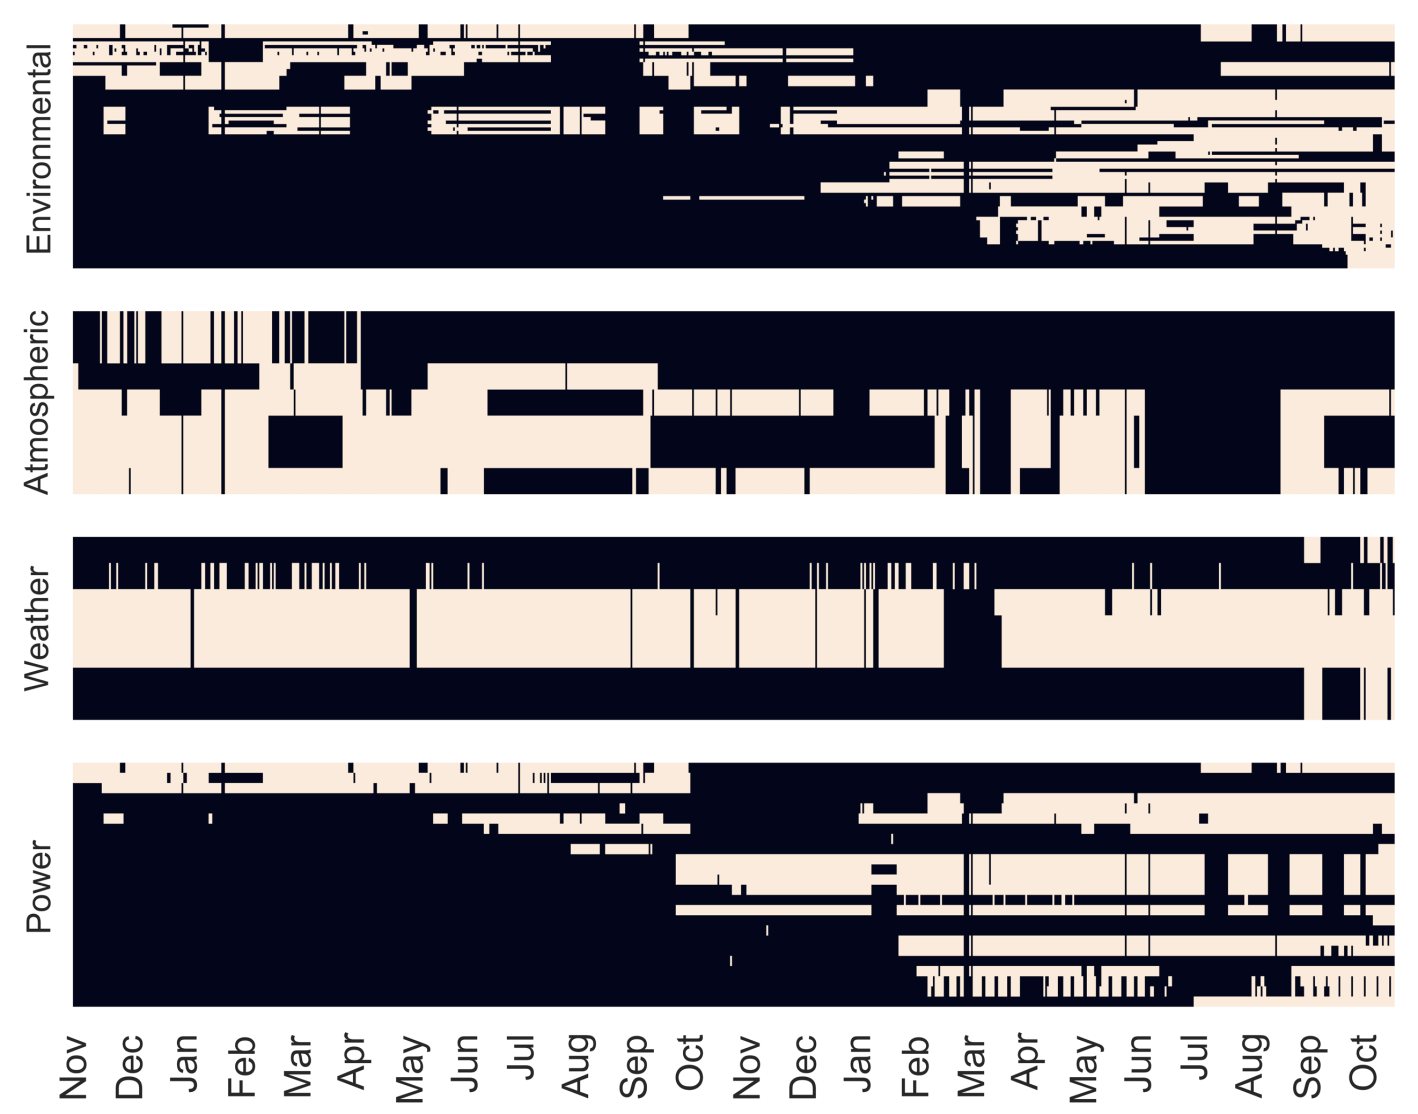 Environmental
Atmospheric
Weather
Power
Nov Dec Jan Feb Mar Apr May Jun Jul Aug Sep Oct Nov Dec Jan Feb Mar Apr May Jun Jul Aug Sep Oct